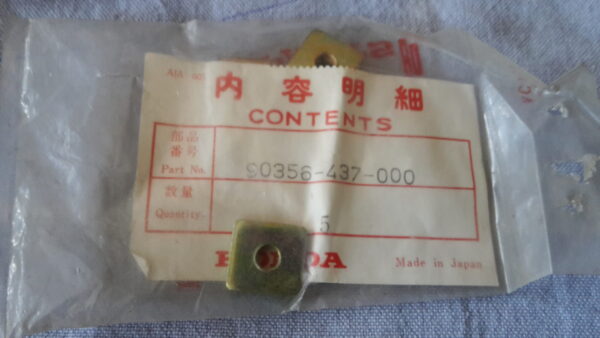 内容明細
CONTENTS
部品番号
Part No. 90356-437-000
数量
Quantity. 5
Made in Japan